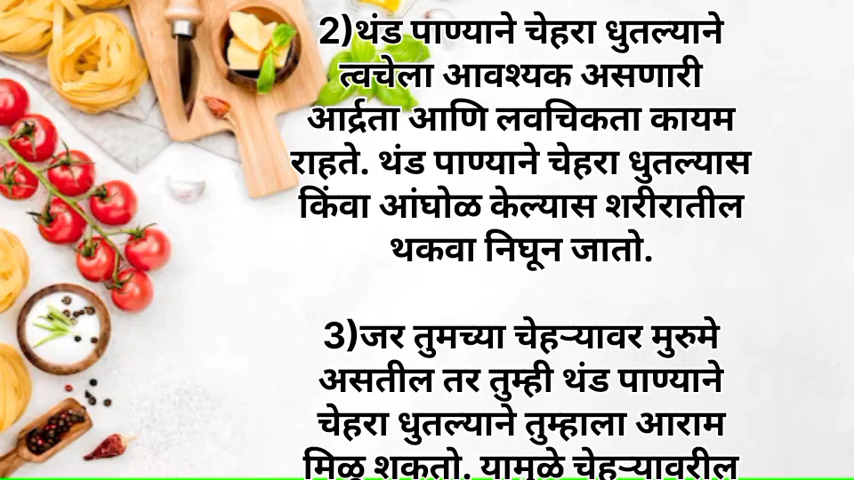 2)थंड पाण्याने चेहरा धुतल्याने
त्वचेला आवश्यक असणारी
आर्द्रता आणि लवचिकता कायम
राहते. थंड पाण्याने चेहरा धुतल्यास
किंवा आंघोळ केल्यास शरीरातील
थकवा निघून जातो.
3)जर तुमच्या चेहऱ्यावर मुरुमे
असतील तर तुम्ही थंड पाण्याने
चेहरा धुतल्याने तुम्हाला आराम
मिळू शकतो. यामुळे चेहऱ्यावरील